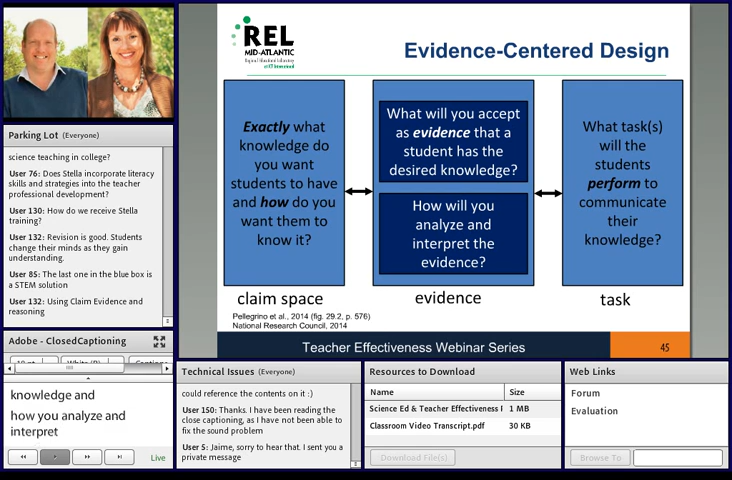 REL
MID-ATLANTIC
Regional Educational Laboratory
Evidence-Centered Design
Exactly what
knowledge do
you want
students to have
and how do you
want them to
know it?
What will you accept
as evidence that a
student has the
desired knowledge?
How will you
analyze and
interpret the
evidence?
What task(s)
will the
students
perform to
communicate
their
knowledge?
claim space
evidence
task
Pellegrino et al., 2014 (fig. 29.2, p. 576)
National Research Council, 2014
Teacher Effectiveness Webinar Series
45
Parking Lot (Everyone)
science teaching in college?
User 76: Does Stella incorporate literacy
skills and strategies into the teacher
professional development?
User 130: How do we receive Stella
training?
User 132: Revision is good. Students
change their minds as they gain
understanding.
User 85: The last one in the blue box is
a STEM solution
User 132: Using Claim Evidence and
reasoning
Adobe - ClosedCaptioning
knowledge and
how you analyze and
interpret
Live
Technical Issues (Everyone)
could reference the contents on it :)
User 150: Thanks. I have been reading the
close captioning, as I have not been able to
fix the sound problem
User 5: Jaime, sorry to hear that. I sent you a
private message
Resources to Download
Name Size
Science Ed & Teacher Effectiveness 1 MB
Classroom Video Transcript.pdf 30 KB
Download File(s)
Web Links
Forum
Evaluation
Browse To